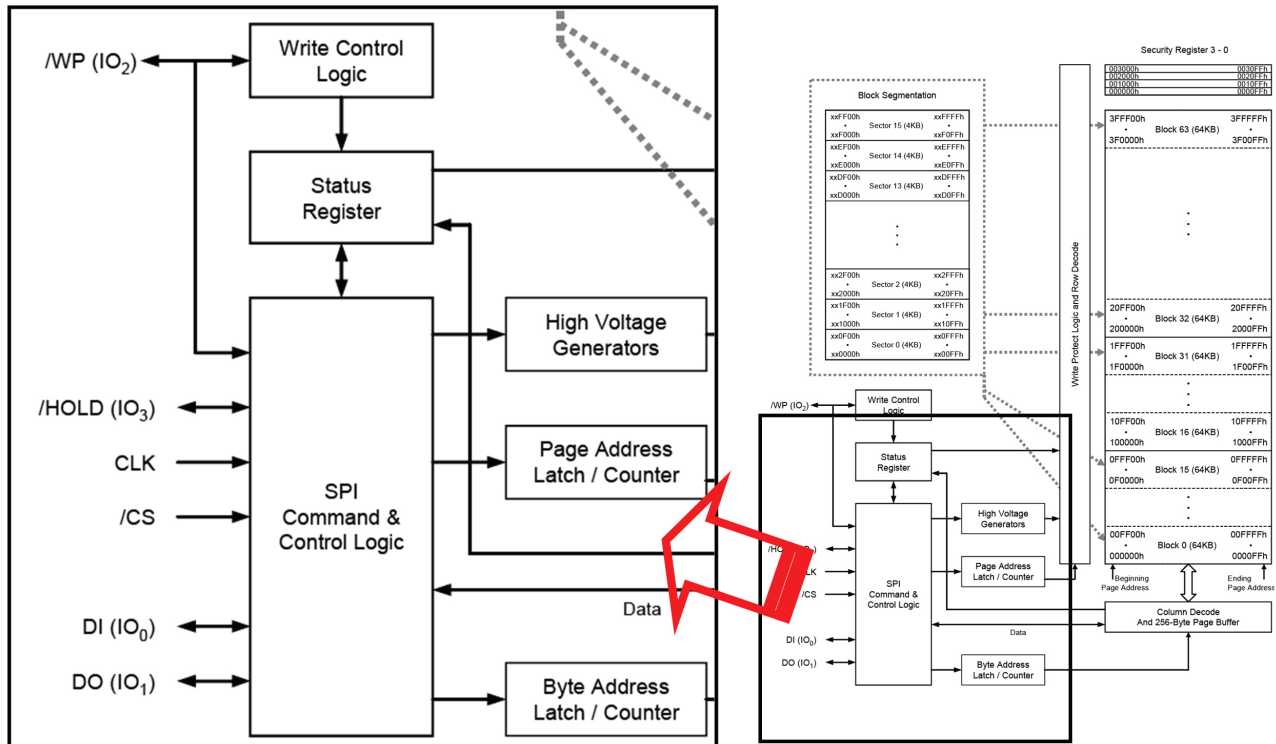 Write Control
Logic
/WP (IO2)
Status
Register
High Voltage
Generators
/HOLD (IO3)
Page Address
Latch / Counter
CLK
SPI
Command &
Control Logic
/CS
Data
DI (IO0)
DO (IO1)
Byte Address
Latch / Counter
Security Register 3 - 0
003000h 0030FFh
002000h 0020FFh
001000h 0010FFh
000000h 0000FFh
Block Segmentation
xxFF00h xxFFFFh
• Sector 15 (4KB) •
xxF000h xxF0FFh
xxEF00h xxEFFFh
• Sector 14 (4KB) •
xxE000h xxE0FFh
xxDF00h xxDFFFh
• Sector 13 (4KB) •
xxD000h xxD0FFh
xx2F00h xx2FFFh
• Sector 2 (4KB) •
xx2000h xx20FFh
xx1F00h xx1FFFh
• Sector 1 (4KB) •
xx1000h xx10FFh
xx0F00h xx0FFFh
• Sector 0 (4KB) •
xx0000h xx00FFh
Write Protect Logic and Row Decode
3FFF00h 3FFFFFh
• Block 63 (64KB) •
3F0000h 3F00FFh
20FF00h 20FFFFh
• Block 32 (64KB) •
200000h 2000FFh
1FFF00h 1FFFFFh
• Block 31 (64KB) •
1F0000h 1F00FFh
10FF00h 10FFFFh
• Block 16 (64KB) •
100000h 1000FFh
0FFF00h 0FFFFFh
• Block 15 (64KB) •
0F0000h 0F00FFh
00FF00h 00FFFFh
• Block 0 (64KB) •
000000h 0000FFh
Beginning
Page Address
Ending
Page Address
Column Decode
And 256-Byte Page Buffer
/WP (IO2)
Write Control
Logic
Status
Register
High Voltage
Generators
Page Address
Latch / Counter
SPI
Command &
Control Logic
/CS
Data
DI (IO0)
DO (IO1)
Byte Address
Latch / Counter